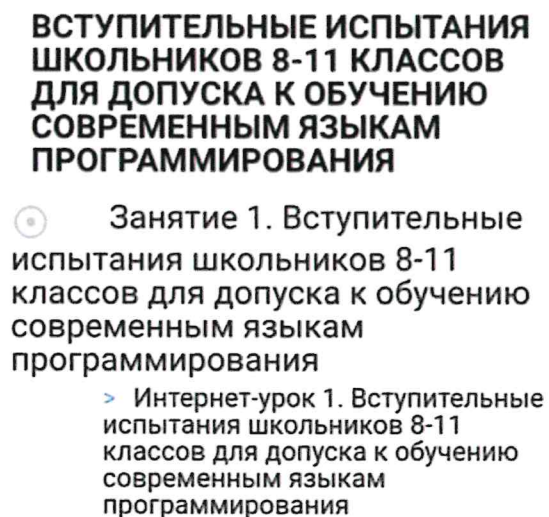 ВСТУПИТЕЛЬНЫЕ ИСПЫТАНИЯ
ШКОЛЬНИКОВ 8-11 КЛАССОВ
ДЛЯ ДОПУСКА К ОБУЧЕНИЮ
СОВРЕМЕННЫМ ЯЗЫКАМ
ПРОГРАММИРОВАНИЯ
Занятие 1. Вступительные
испытания школьников 8-11
классов для допуска к обучению
современным языкам
программирования
> Интернет-урок 1. Вступительные
испытания школьников 8-11
классов для допуска к обучению
современным языкам
программирования